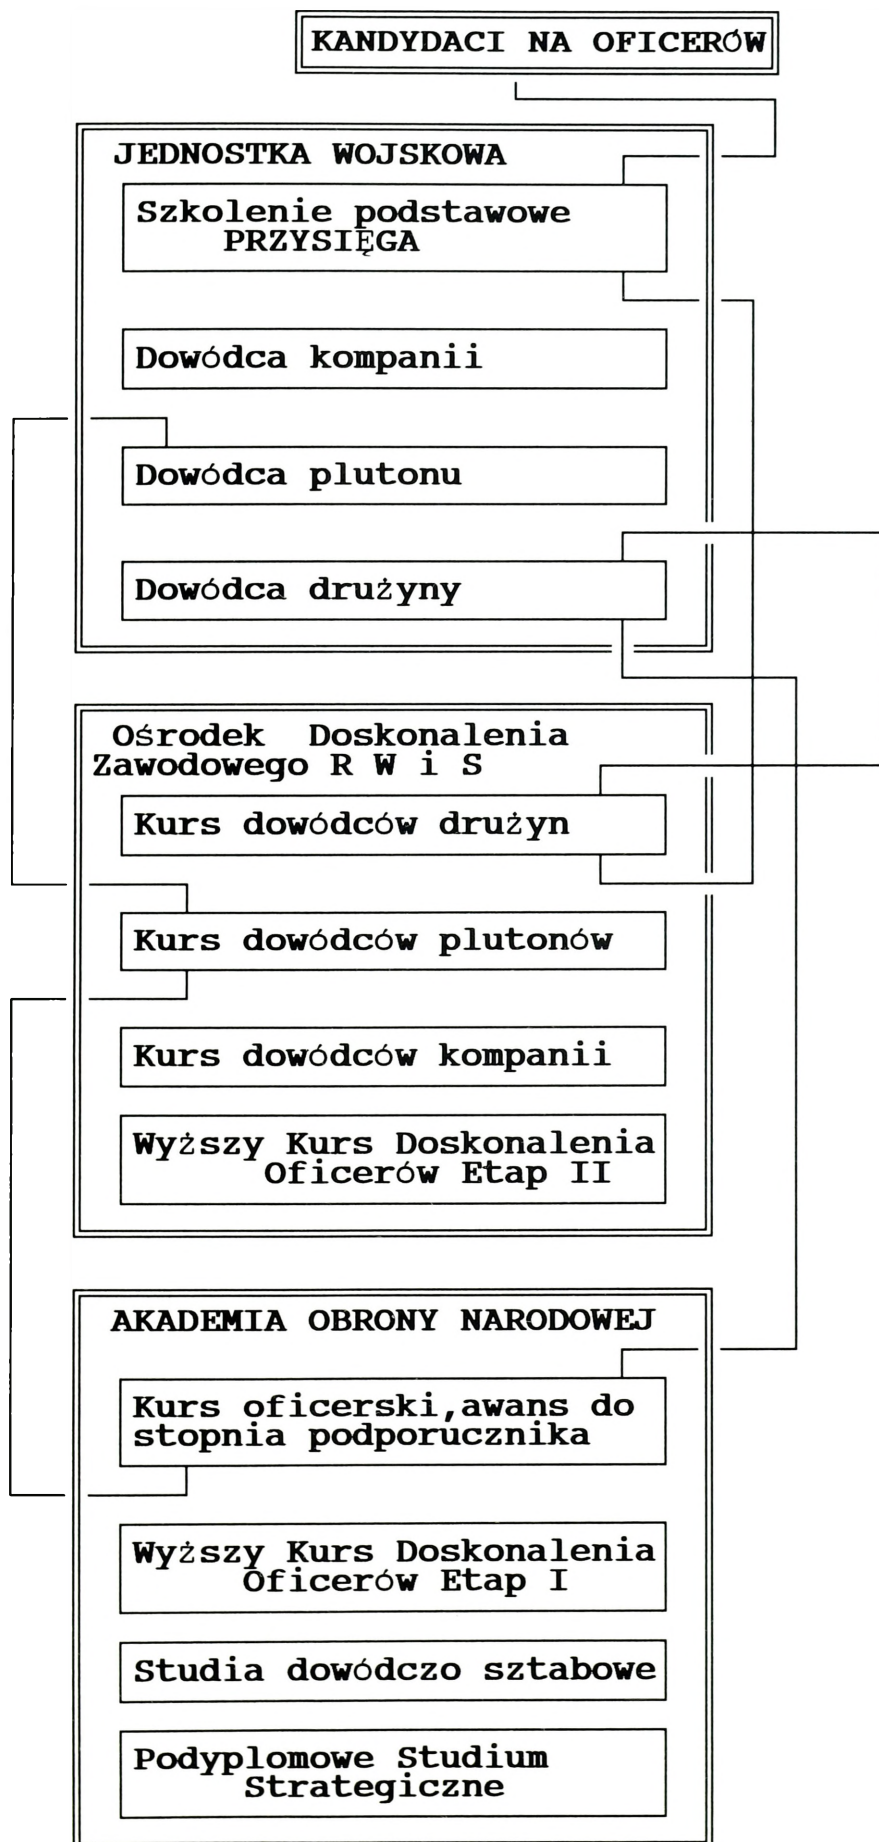 KANDYDACI NA OFICERÓW
JEDNOSTKA WOJSKOWA
Szkolenie podstawowe
PRZYSIĘGA
Dowódca kompanii
Dowódca plutonu
Dowódca drużyny
Ośrodek Doskonalenia
Zawodowego R W i S
Kurs dowódców drużyn
Kurs dowódców plutonów
Kurs dowódców kompanii
Wyższy Kurs Doskonalenia
Oficerów Etap II
AKADEMIA OBRONY NARODOWEJ
Kurs oficerski,awans do
stopnia podporucznika
Wyższy Kurs Doskonalenia
Oficerów Etap I
Studia dowódczo sztabowe
Podyplomowe Studium
Strategiczne